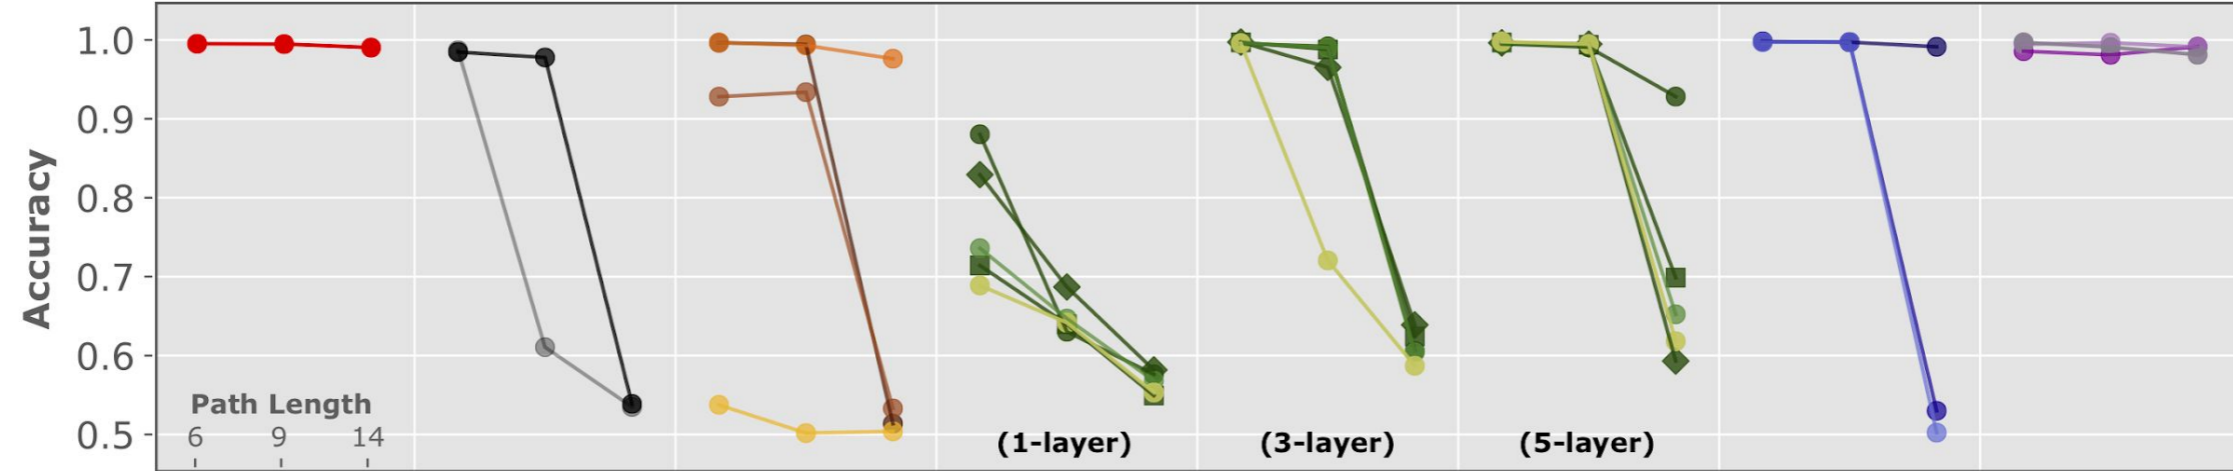 Accuracy
1.0
0.9
0.8
0.7
0.6
0.5
Path Length
6 9 14
(1-layer) (3-layer) (5-layer)